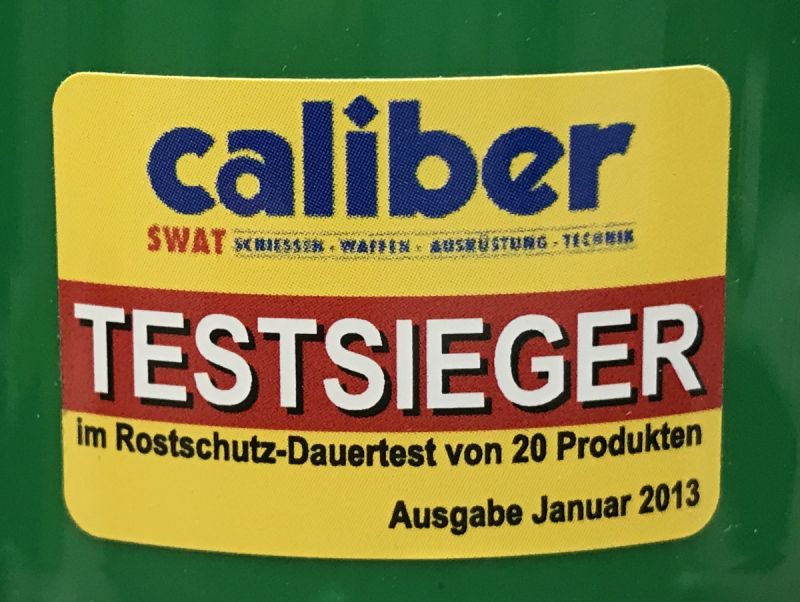 caliber
SWAT SCHIESSEN · WAFFEN · AUSRÜSTUNG · TECHNIK
TESTSIEGER
im Rostschutz-Dauertest von 20 Produkten
Ausgabe Januar 2013